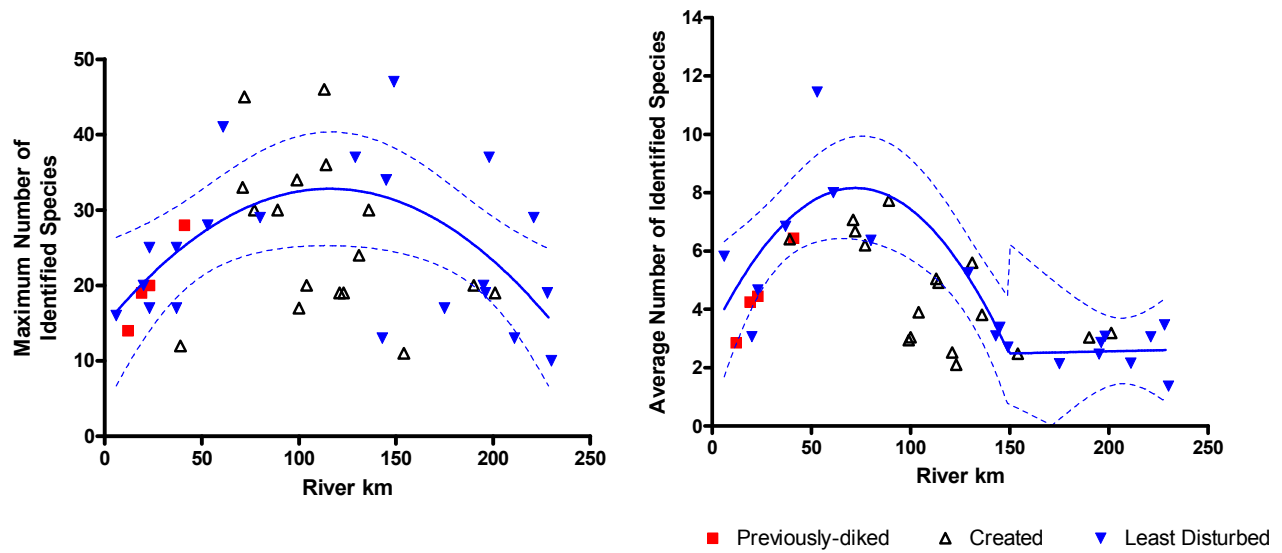 Maximum Number of
Identified Species
50
40
30
20
10
0
0 50 100 150 200 250
River km
Average Number of Identified Species
14
12
10
8
6
4
2
0
0 50 100 150 200 250
River km
Previously-diked Created Least Disturbed